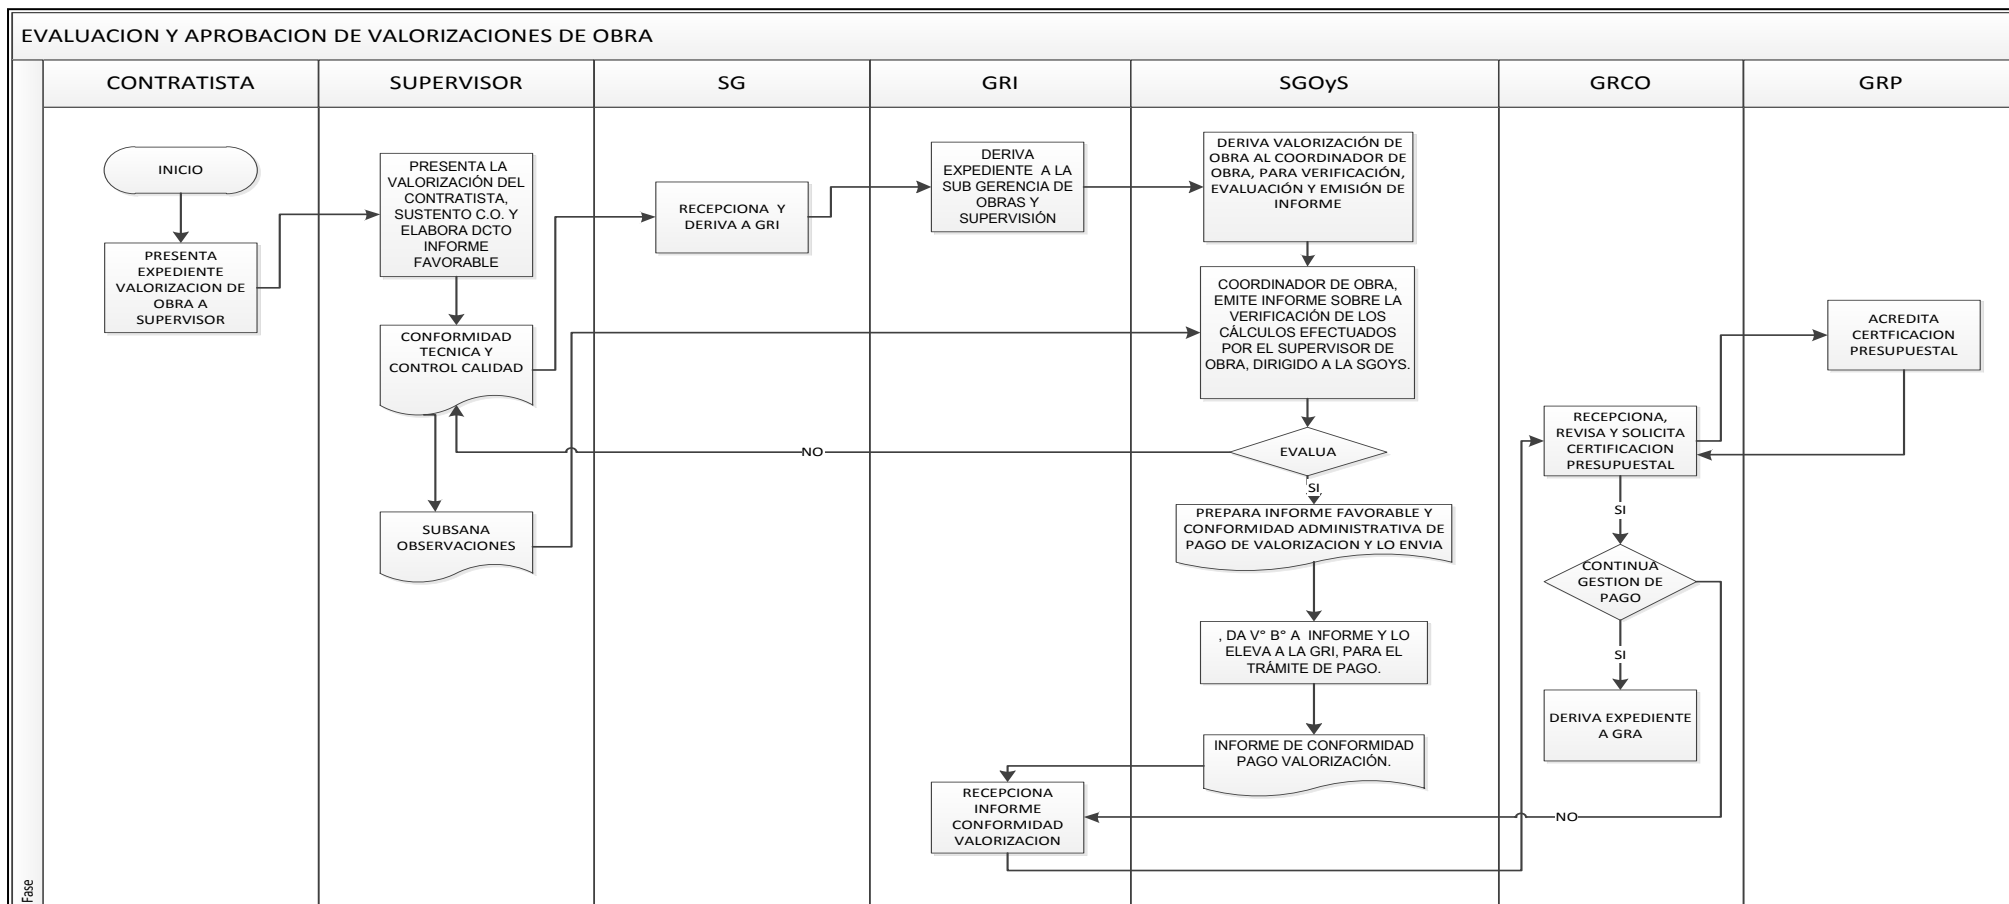 EVALUACION Y APROBACION DE VALORIZACIONES DE OBRA
CONTRATISTA
SUPERVISOR
SG
GRI
SGOyS
GRCO
GRP
INICIO
PRESENTA
EXPEDIENTE
VALORIZACION DE
OBRA A
SUPERVISOR
PRESENTA LA
VALORIZACIÓN DEL
CONTRATISTA,
SUSTENTO C.O. Y
ELABORA DCTO
INFORME
FAVORABLE
CONFORMIDAD
TECNICA Y
CONTROL CALIDAD
SUBSANA
OBSERVACIONES
RECEPCIONA Y
DERIVA A GRI
DERIVA
EXPEDIENTE A LA
SUB GERENCIA DE
OBRAS Y
SUPERVISIÓN
DERIVA VALORIZACIÓN DE
OBRA AL COORDINADOR DE
OBRA, PARA VERIFICACIÓN,
EVALUACIÓN Y EMISIÓN DE
INFORME
COORDINADOR DE OBRA,
EMITE INFORME SOBRE LA
VERIFICACIÓN DE LOS
CÁLCULOS EFECTUADOS
POR EL SUPERVISOR DE
OBRA, DIRIGIDO A LA SGOYS.
EVALUA
NO
SI
PREPARA INFORME FAVORABLE Y
CONFORMIDAD ADMINISTRATIVA DE
PAGO DE VALORIZACION Y LO ENVIA
, DA V° B° A INFORME Y LO
ELEVA A LA GRI, PARA EL
TRÁMITE DE PAGO.
INFORME DE CONFORMIDAD
PAGO VALORIZACIÓN.
RECEPCIONA
INFORME
CONFORMIDAD
VALORIZACION
RECEPCIONA,
REVISA Y SOLICITA
CERTIFICACION
PRESUPUESTAL
SI
CONTINUA
GESTION DE
PAGO
SI
NO
DERIVA EXPEDIENTE
A GRA
ACREDITA
CERTFICACION
PRESUPUESTAL
Fase